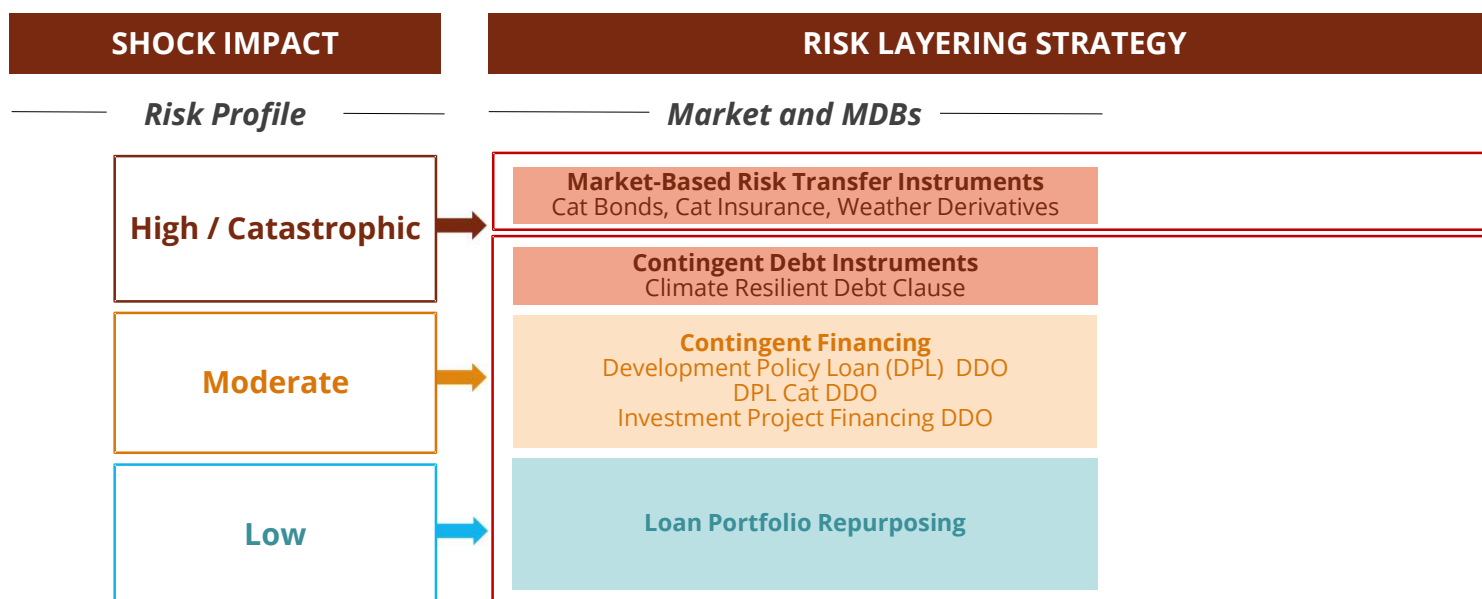 SHOCK IMPACT
RISK LAYERING STRATEGY
Risk Profile
Market and MDBs
High / Catastrophic
Market-Based Risk Transfer Instruments
Cat Bonds, Cat Insurance, Weather Derivatives
Contingent Debt Instruments
Climate Resilient Debt Clause
Moderate
Contingent Financing
Development Policy Loan (DPL) DDO
DPL Cat DDO
Investment Project Financing DDO
Low
Loan Portfolio Repurposing